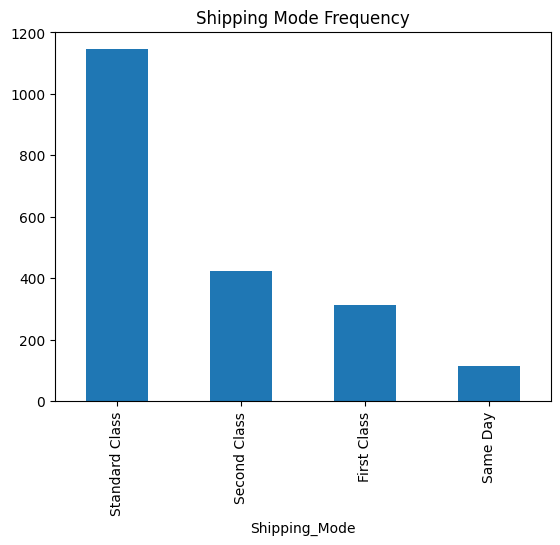 Shipping Mode Frequency
1200
1000
800
600
400
200
0
Standard Class
Second Class
First Class
Same Day
Shipping_Mode